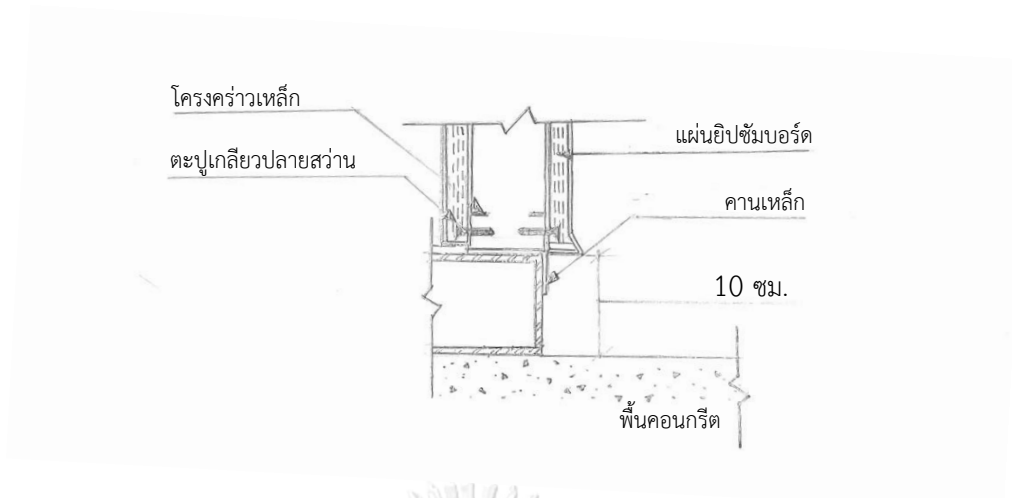 โครงคร่าวเหล็ก
แผ่นยิปซัมบอร์ด
ตะปูเกลียวปลายสว่าน
คานเหล็ก
10 ซม.
พื้นคอนกรีต